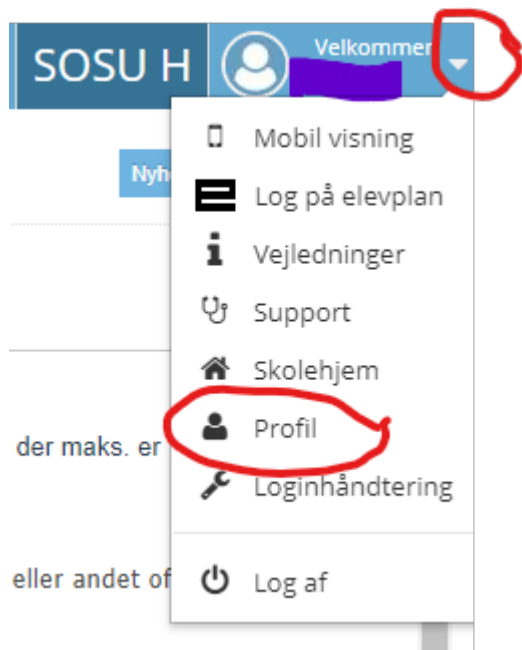 SOSU H
Velkommen
Nyh
Mobil visning
Log på elevplan
Vejledninger
Support
Skolehjem
der maks. er
Profil
Loginhåndtering
eller andet of
Log af